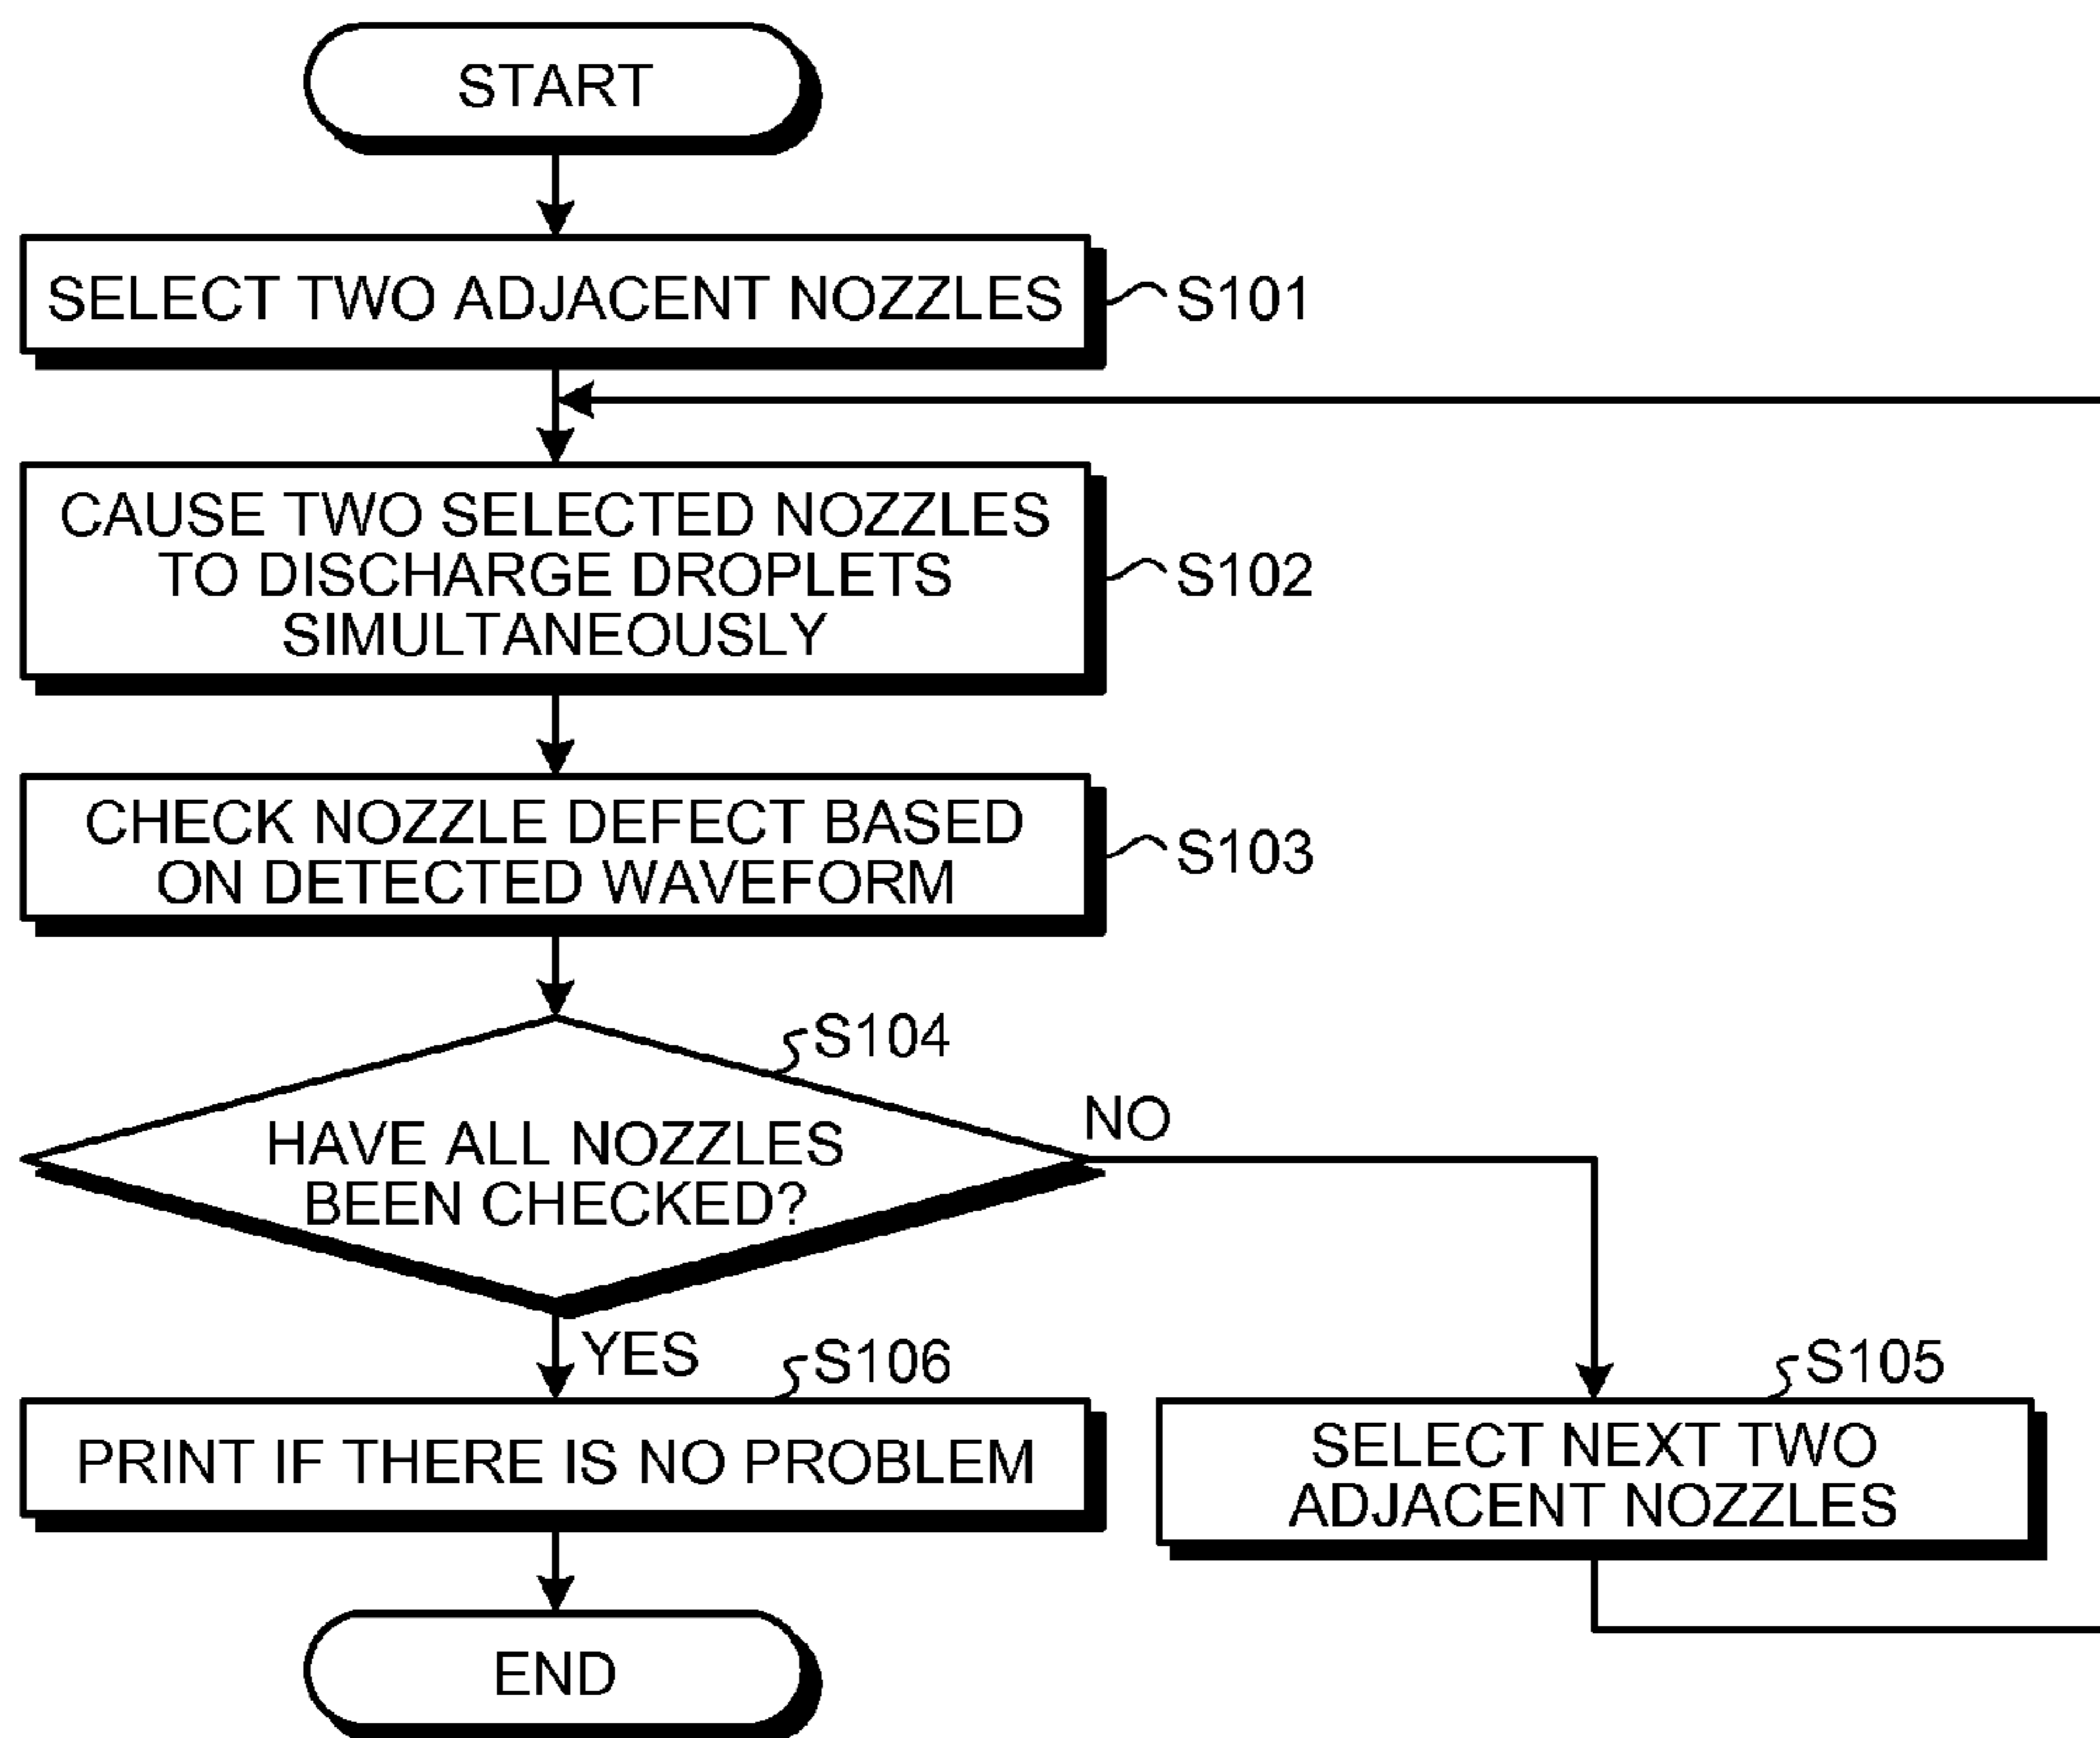 START
SELECT TWO ADJACENT NOZZLES
S101
CAUSE TWO SELECTED NOZZLES
TO DISCHARGE DROPLETS
SIMULTANEOUSLY
S102
CHECK NOZZLE DEFECT BASED
ON DETECTED WAVEFORM
S103
S104
HAVE ALL NOZZLES
BEEN CHECKED?
NO
YES
S106
PRINT IF THERE IS NO PROBLEM
S105
SELECT NEXT TWO
ADJACENT NOZZLES
END